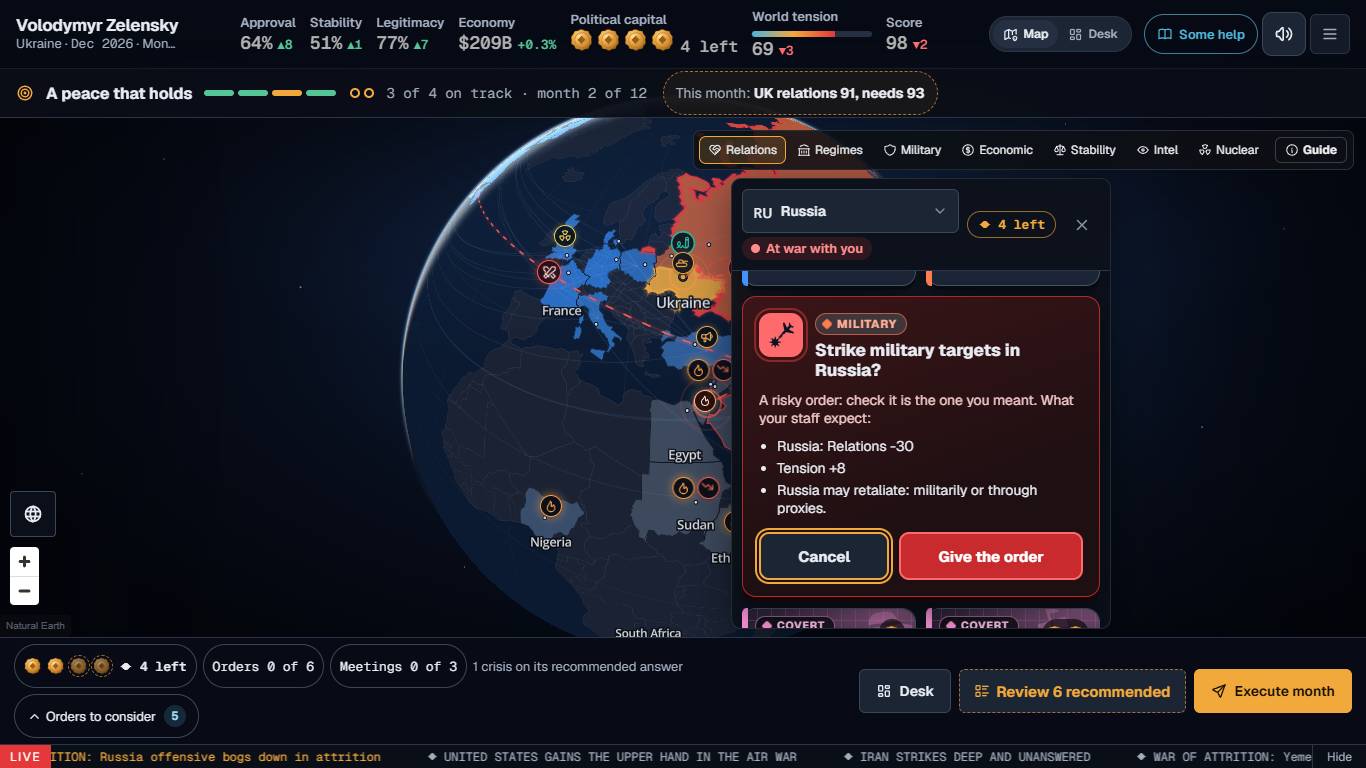 Volodymyr Zelensky
Ukraine · Dec 2026 · Mon...
Approval
64% ▲8
Stability
51% ▲1
Legitimacy
77% ▲7
Economy
$209B +0.3%
Political capital
4 left
World tension
69 ▼3
Score
98 ▼2
Map
Desk
Some help
A peace that holds
3 of 4 on track · month 2 of 12
This month: UK relations 91, needs 93
Relations
Regimes
Military
Economic
Stability
Intel
Nuclear
Guide
RU Russia
4 left
At war with you
MILITARY
Strike military targets in
Russia?
A risky order: check it is the one you meant. What
your staff expect:
• Russia: Relations -30
• Tension +8
• Russia may retaliate: militarily or through
proxies.
Cancel
Give the order
COVERT
COVERT
France
Ukraine
Egypt
Sudan
Nigeria
Eth
South Africa
+
−
Natural Earth
4 left
Orders 0 of 6
Meetings 0 of 3
1 crisis on its recommended answer
Orders to consider 5
Desk
Review 6 recommended
Execute month
LIVE
ITION: Russia offensive bogs down in attrition
◆ UNITED STATES GAINS THE UPPER HAND IN THE AIR WAR
◆ IRAN STRIKES DEEP AND UNANSWERED
◆ WAR OF ATTRITION: Yeme
Hide